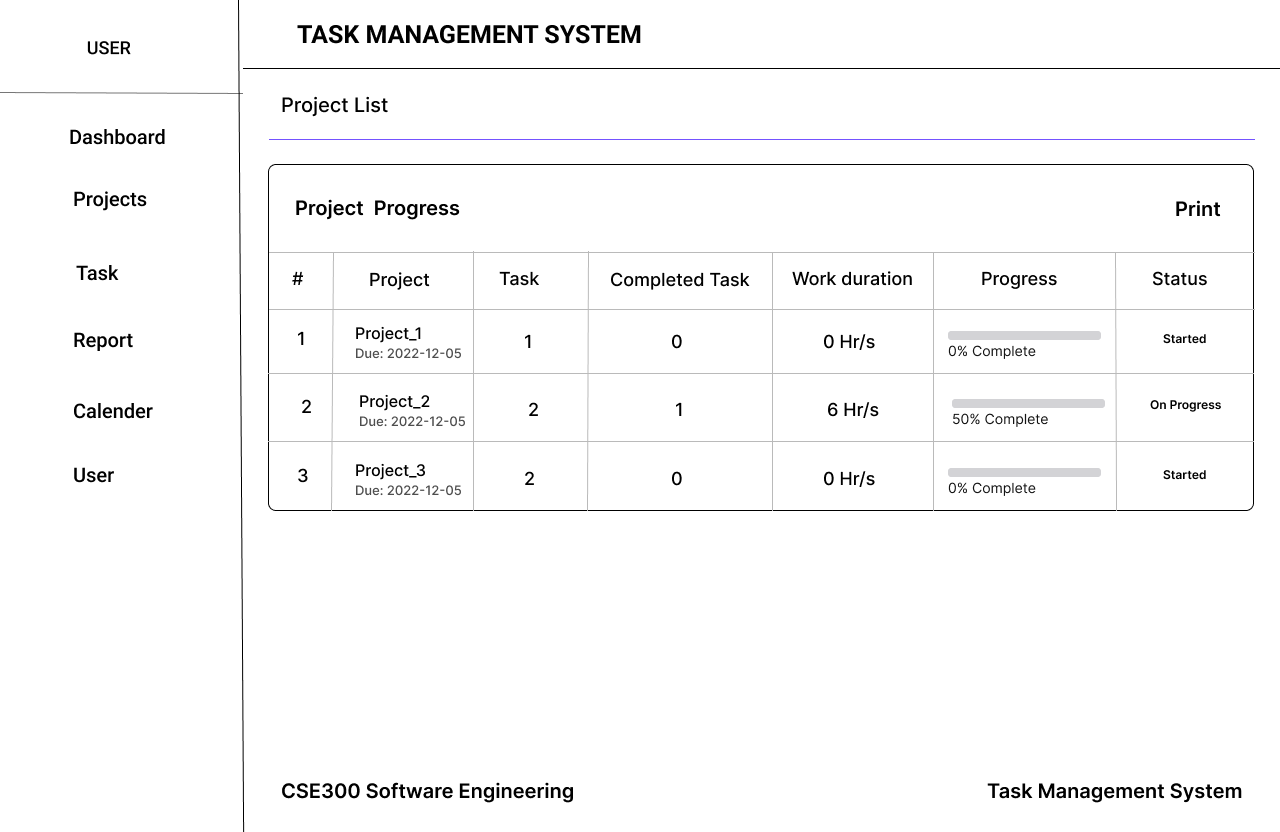 USER
TASK MANAGEMENT SYSTEM
Dashboard
Projects
Task
Report
Calender
User
Project List
Project Progress
Print
# Project Task Completed Task Work duration Progress Status
1 Project_1 1 0 0 Hr/s Started
Due: 2022-12-05 0% Complete
2 Project_2 2 1 6 Hr/s On Progress
Due: 2022-12-05 50% Complete
3 Project_3 2 0 0 Hr/s Started
Due: 2022-12-05 0% Complete
CSE300 Software Engineering
Task Management System